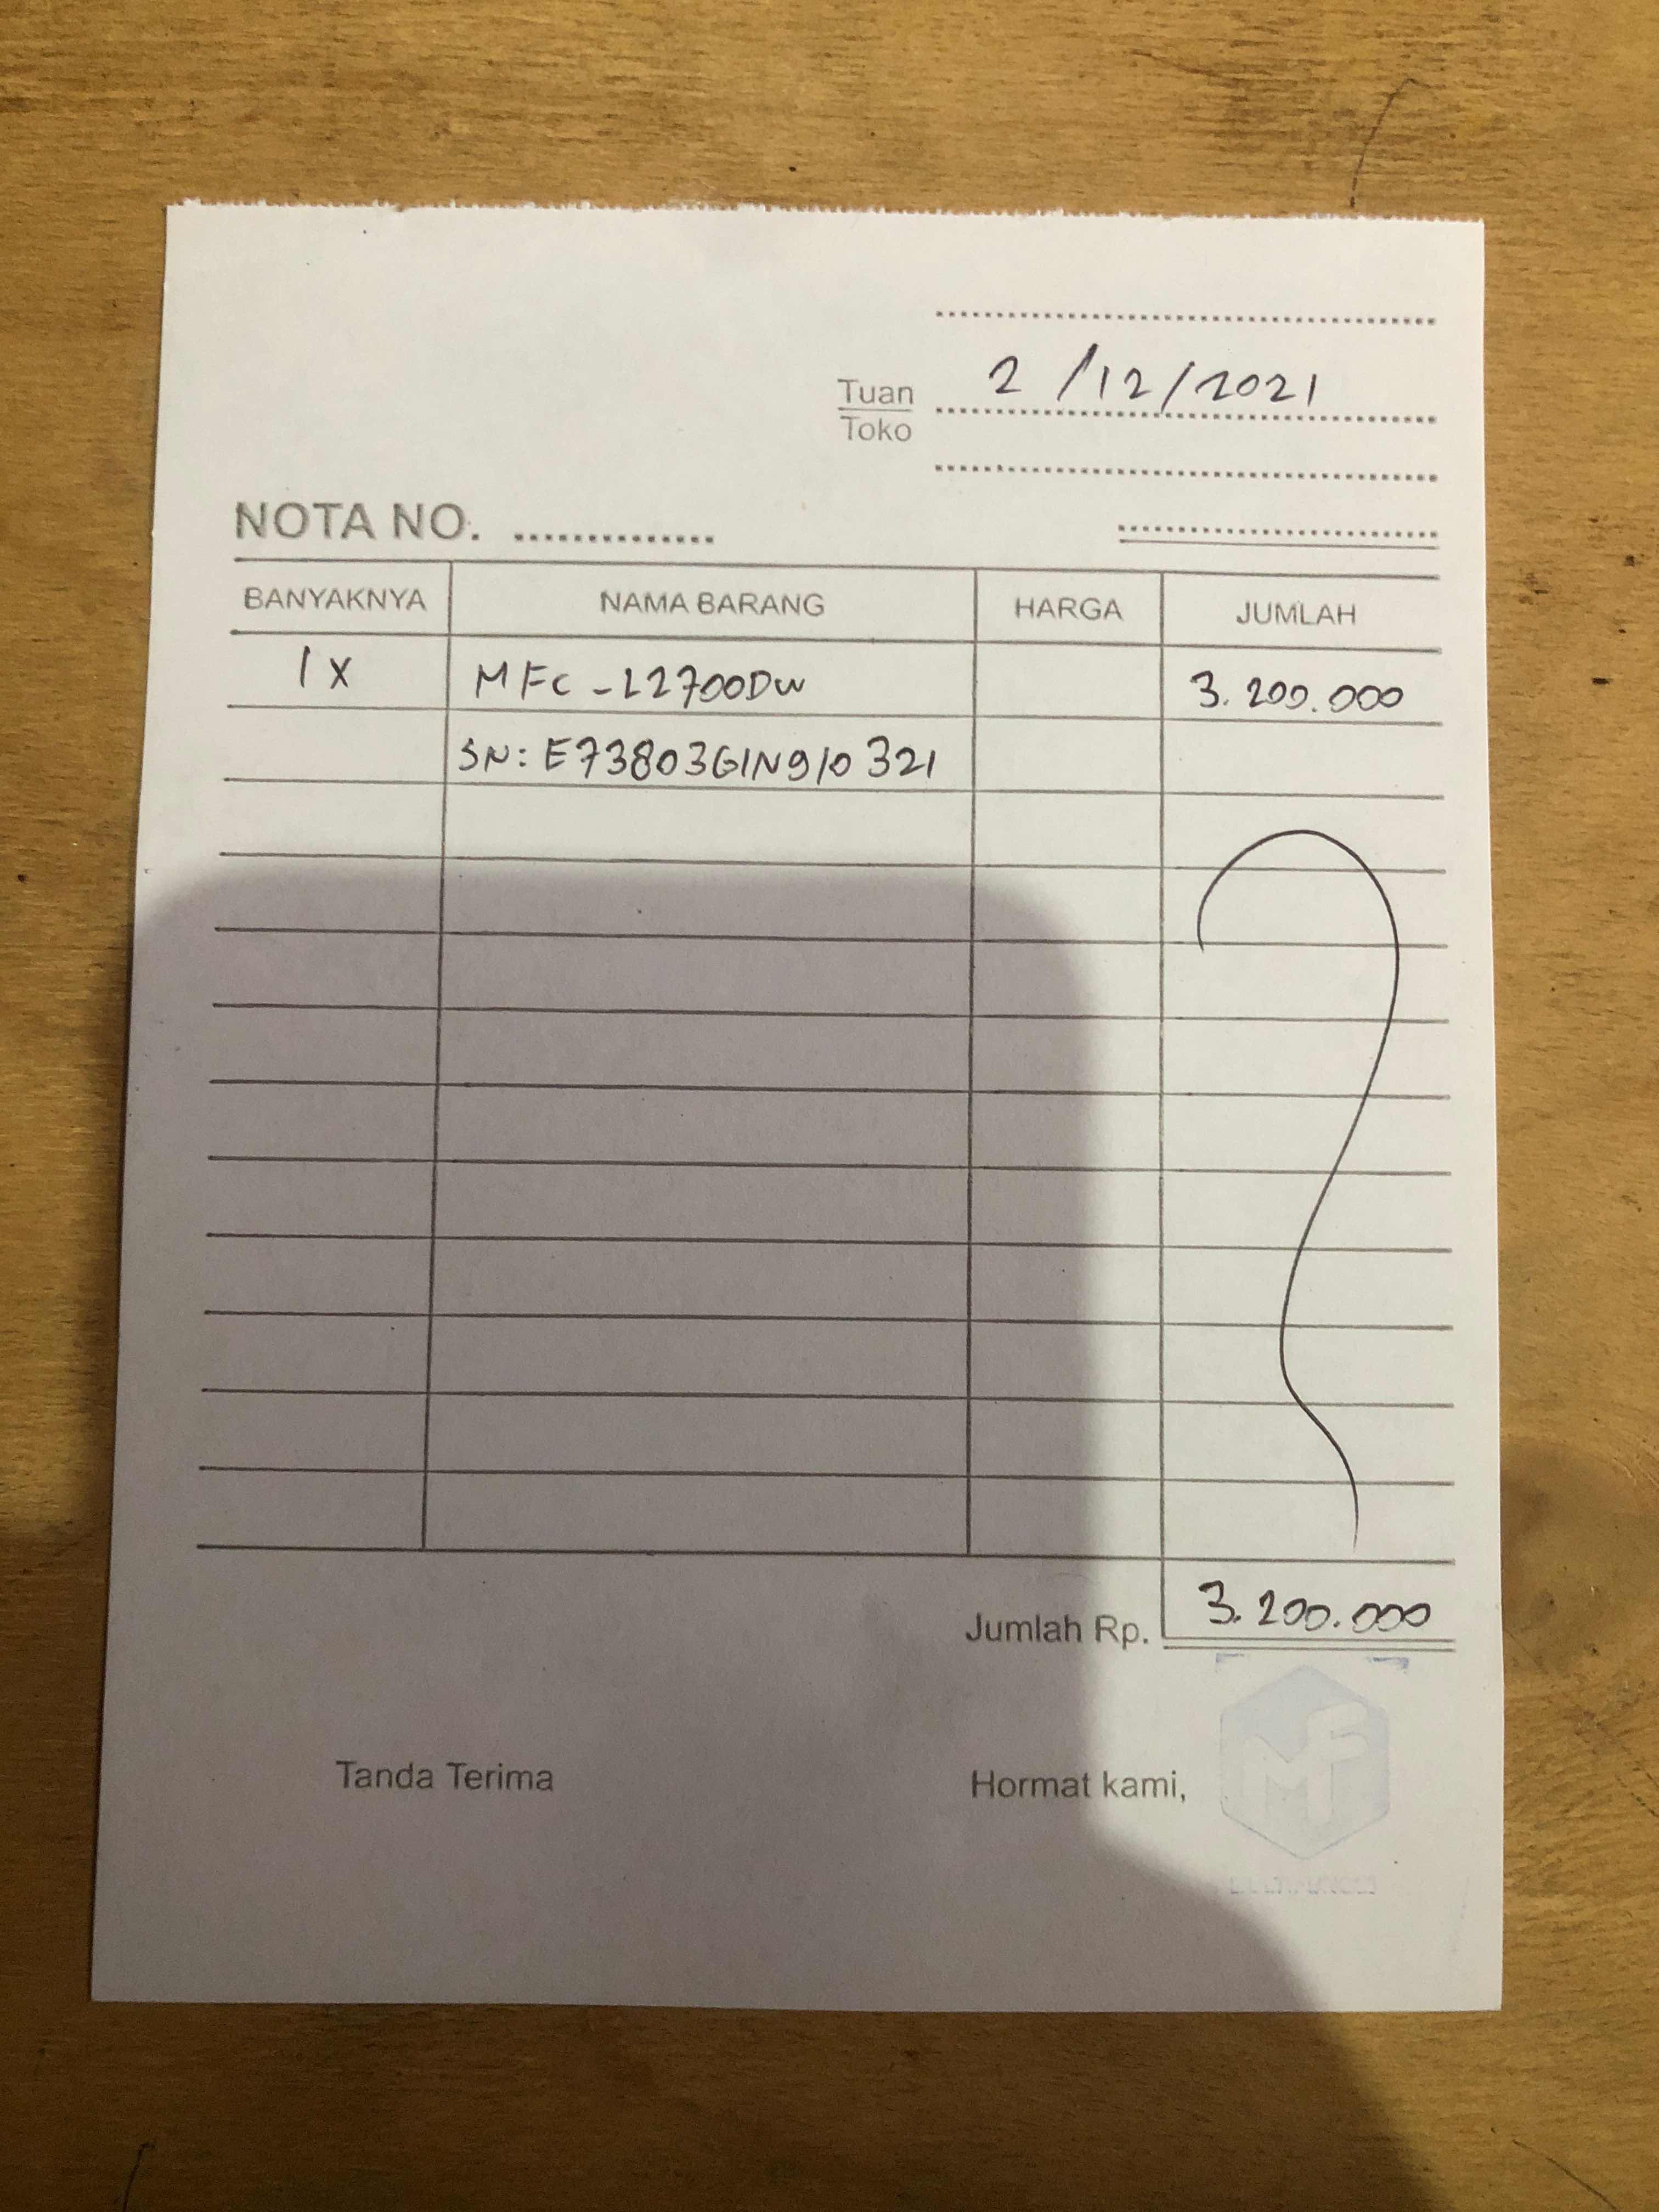 2/12/2021
Tuan
Toko
NOTA NO.
BANYAKNYA NAMA BARANG HARGA JUMLAH
1x MFC-L2700DW 3.200.000
SN: E73803G1N910321
Jumlah Rp. 3.200.000
Tanda Terima Hormat kami,
MF